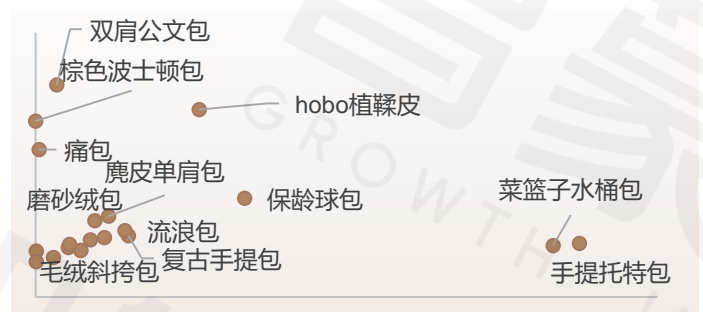 双肩公文包
棕色波士顿包
hobo植鞣皮
痛包
麂皮单肩包
磨砂绒包
保龄球包
菜篮子水桶包
流浪包
复古手提包
毛绒斜挎包
手提托特包
GROWTH